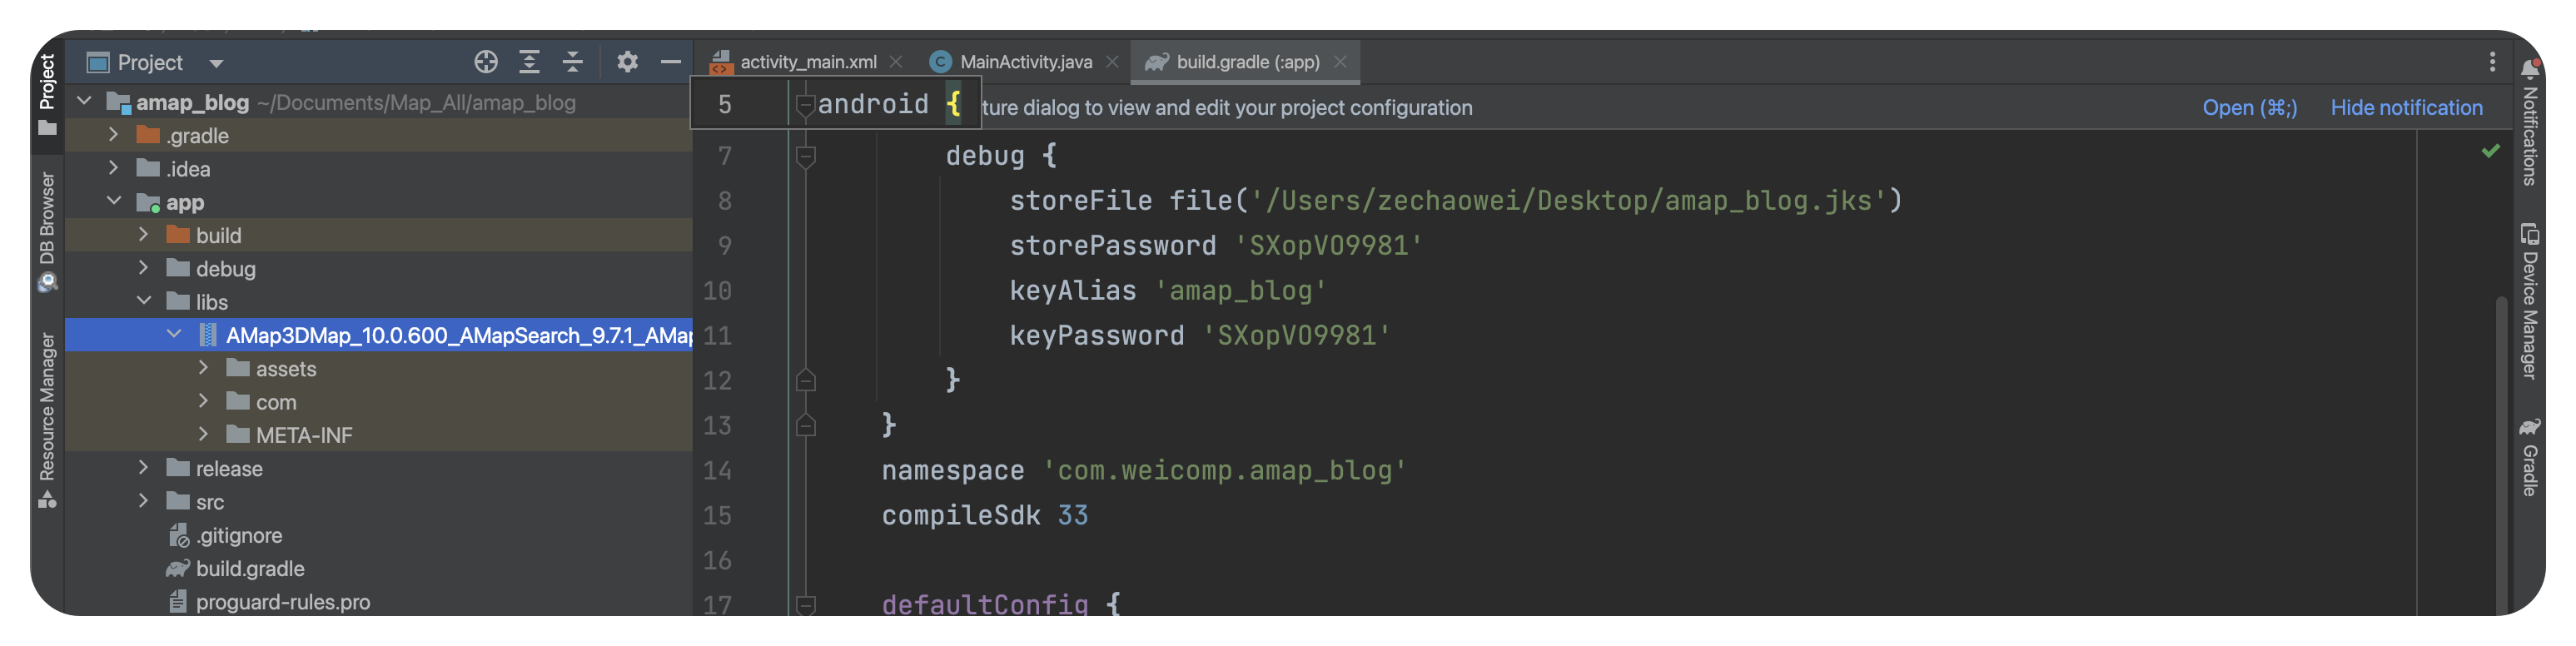 Project
DB Browser
Resource Manager
Project
amap_blog ~/Documents/Map_All/amap_blog
.gradle
.idea
app
build
debug
libs
AMap3DMap_10.0.600_AMapSearch_9.7.1_AMap
assets
com
META-INF
release
src
.gitignore
build.gradle
proguard-rules.pro
activity_main.xml
MainActivity.java
build.gradle (:app)
5 android {
ture dialog to view and edit your project configuration
Open (⌘;)
Hide notification
7 debug {
8 storeFile file('/Users/zechaowei/Desktop/amap_blog.jks')
9 storePassword 'SXopVO9981'
10 keyAlias 'amap_blog'
11 keyPassword 'SXopVO9981'
12 }
13 }
14 namespace 'com.weicomp.amap_blog'
15 compileSdk 33
16
17 defaultConfig {
Notifications
Device Manager
Gradle